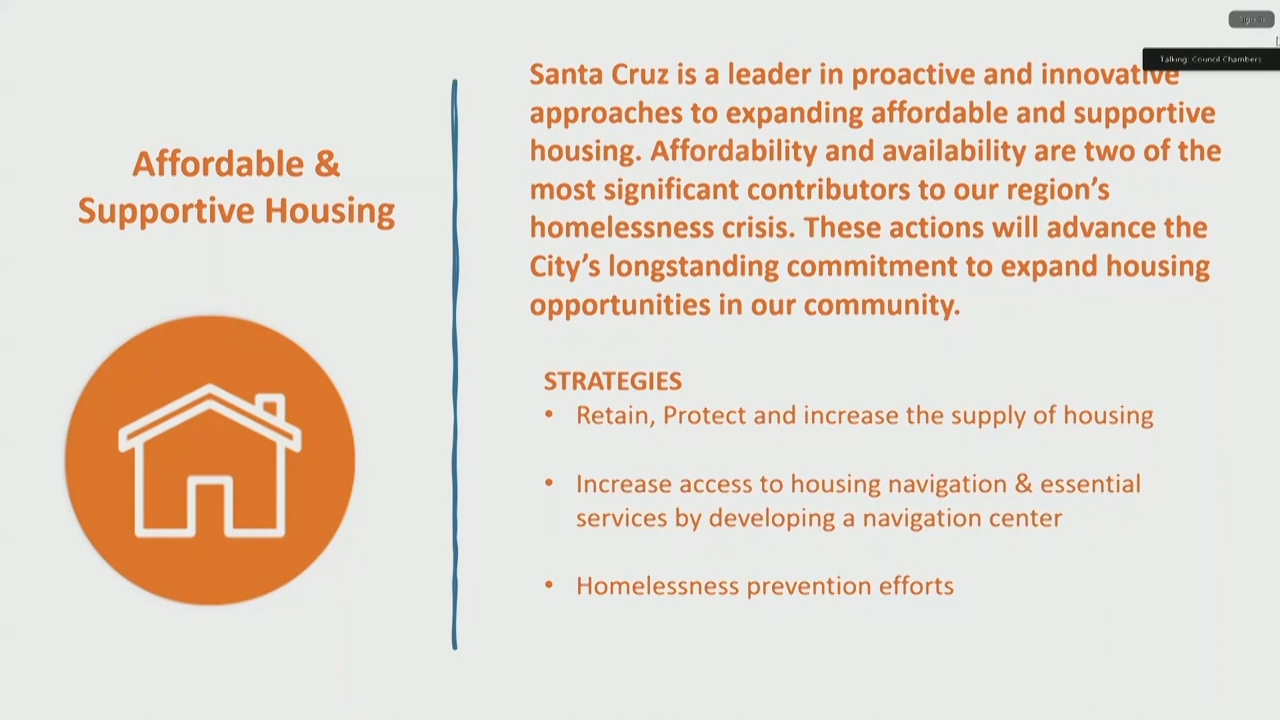 Sign in
Talking: Council Chambers
Affordable &
Supportive Housing
Santa Cruz is a leader in proactive and innovative
approaches to expanding affordable and supportive
housing. Affordability and availability are two of the
most significant contributors to our region’s
homelessness crisis. These actions will advance the
City’s longstanding commitment to expand housing
opportunities in our community.
STRATEGIES
• Retain, Protect and increase the supply of housing
• Increase access to housing navigation & essential
services by developing a navigation center
• Homelessness prevention efforts